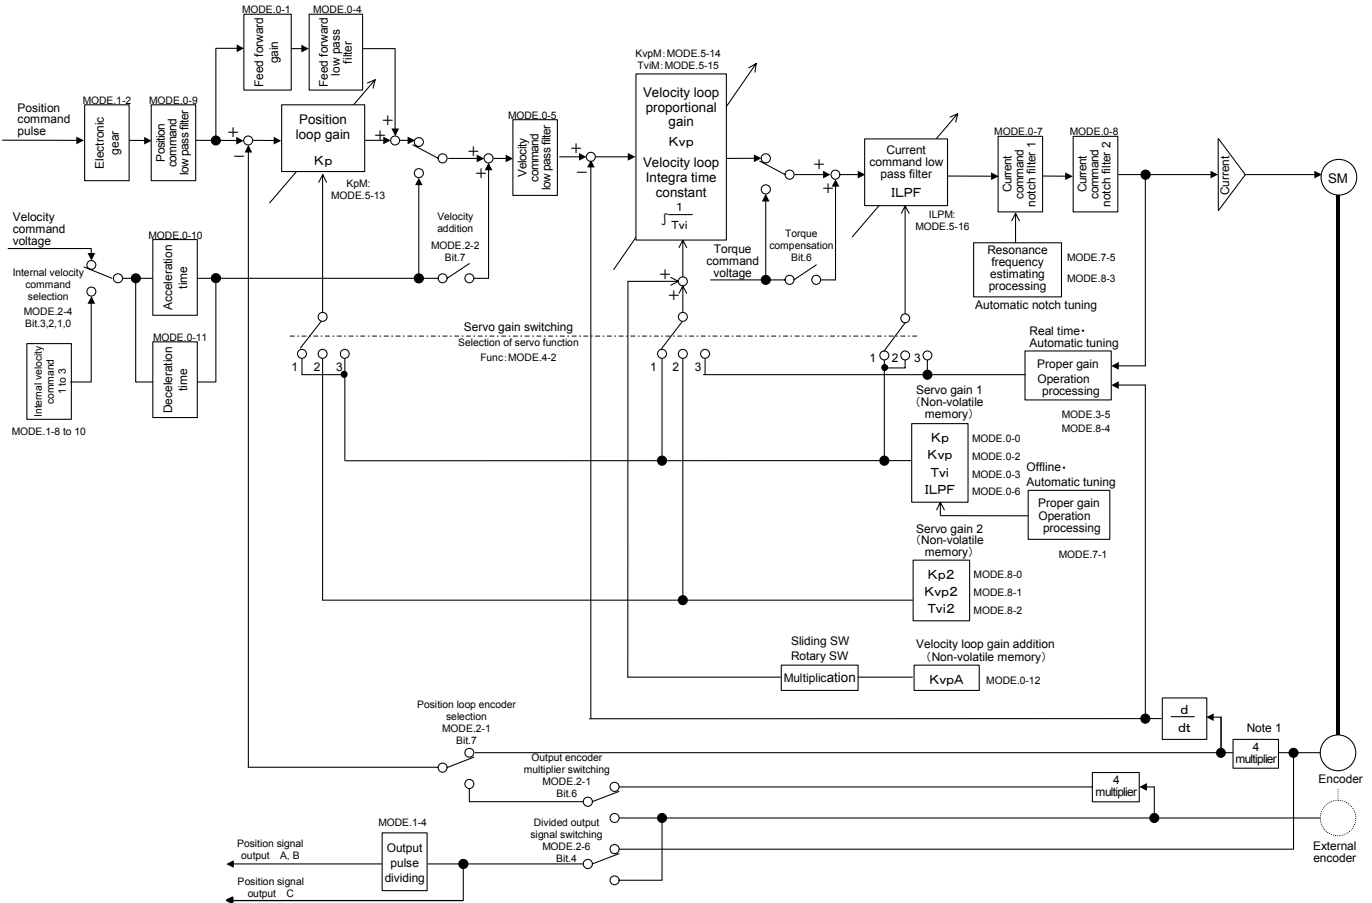 MODE.0-1
MODE.0-4
Feed forward
gain
Feed forward
low pass
filter
KvpM: MODE.5-14
TviM: MODE.5-15
Position
command
pulse
MODE.1-2
Electronic
gear
MODE.0-9
Position
command
low pass filter
+
−
Position
loop gain
Kp
KpM:
MODE.5-13
+
+
+
+
MODE.0-5
Velocity
command
low pass filter
+
−
Velocity loop
proportional
gain
Kvp
Velocity loop
Integra time
constant
∫ 1
Tvi
+
+
Current
command low
pass filter
ILPF
ILPM:
MODE.5-16
MODE.0-7
Current
command
notch filter 1
MODE.0-8
Current
command
notch filter 2
Current
SM
Velocity
command
voltage
Internal velocity
command
selection
MODE.2-4
Bit.3,2,1,0
MODE.0-10
Acceleration
time
MODE.0-11
Deceleration
time
Internal velocity
command
1 to 3
MODE.1-8 to 10
Velocity
addition
MODE.2-2
Bit.7
Torque
command
voltage
Torque
compensation
Bit.6
+
+
Resonance
frequency
estimating
processing
MODE.7-5
MODE.8-3
Automatic notch tuning
Servo gain switching
Selection of servo function
Func:MODE.4-2
1
2
3
1
2
3
1
2
3
Real time・
Automatic tuning
Proper gain
Operation
processing
MODE.3-5
MODE.8-4
Servo gain 1
(Non-volatile
memory)
Kp
Kvp
Tvi
ILPF
MODE.0-0
MODE.0-2
MODE.0-3
MODE.0-6
Offline・
Automatic tuning
Proper gain
Operation
processing
MODE.7-1
Servo gain 2
(Non-volatile
memory)
Kp2
Kvp2
Tvi2
MODE.8-0
MODE.8-1
MODE.8-2
Sliding SW
Rotary SW
Multiplication
Velocity loop gain addition
(Non-volatile memory)
KvpA
MODE.0-12
Position loop encoder
selection
MODE.2-1
Bit.7
d
dt
Note 1
4
multiplier
Encoder
Output encoder
multiplier switching
MODE.2-1
Bit.6
4
multiplier
External
encoder
Divided output
signal switching
MODE.2-6
Bit.4
MODE.1-4
Output
pulse
dividing
Position signal
output A, B
Position signal
output C